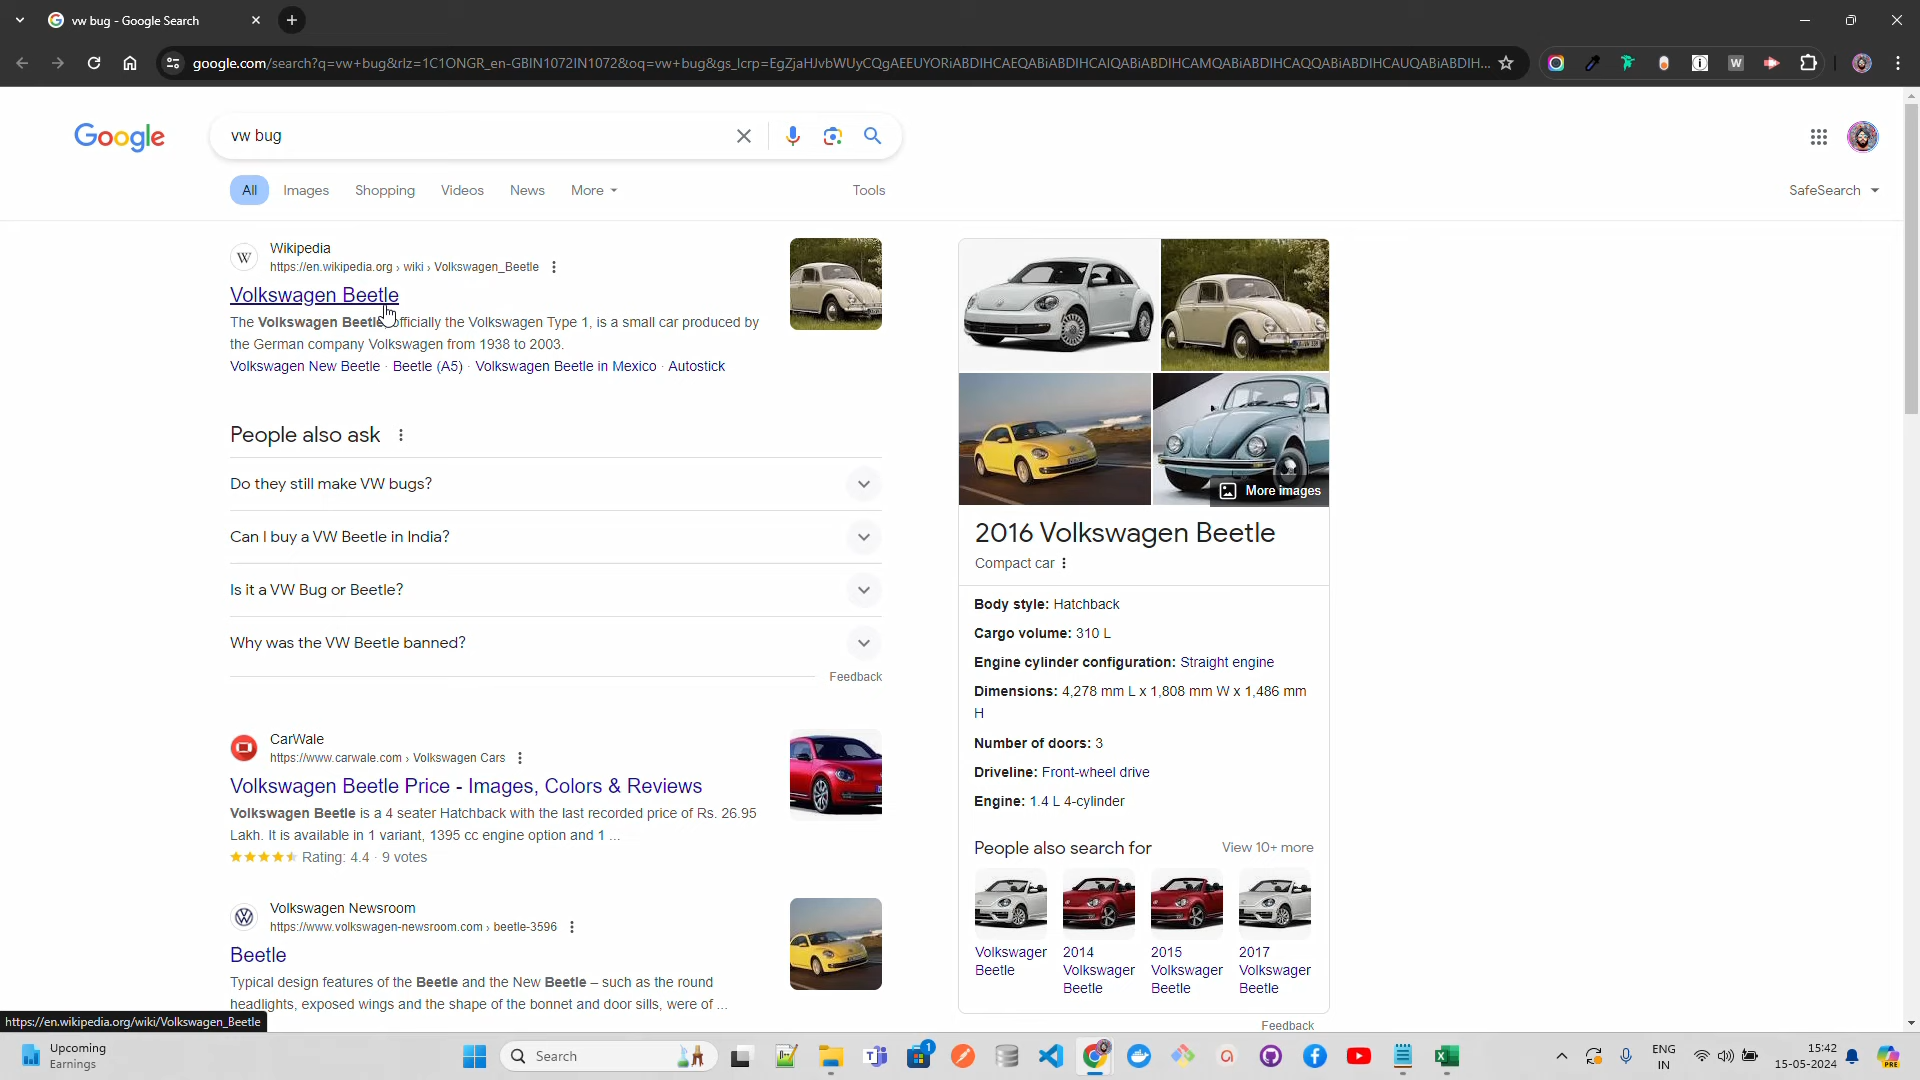 vw bug - Google Search
google.com/search?q=vw+bug&rlz=1C1ONGR_en-GBIN1072IN1072&oq=vw+bug&gs_lcrp=EgZjaHJvbWUyCQgAEEUYORiABDIHCAEQABiABDIHCAIQABiABDIHCAMQABiABDIHCAQQABiABDIHCAUQABiABDIH...
Google
vw bug
All Images Shopping Videos News More Tools SafeSearch
Wikipedia
https://en.wikipedia.org › wiki › Volkswagen_Beetle
Volkswagen Beetle
The Volkswagen Beetle officially the Volkswagen Type 1, is a small car produced by
the German company Volkswagen from 1938 to 2003.
Volkswagen New Beetle · Beetle (A5) · Volkswagen Beetle in Mexico · Autostick
People also ask
Do they still make VW bugs?
Can I buy a VW Beetle in India?
Is it a VW Bug or Beetle?
Why was the VW Beetle banned?
Feedback
CarWale
https://www.carwale.com › Volkswagen Cars
Volkswagen Beetle Price - Images, Colors & Reviews
Volkswagen Beetle is a 4 seater Hatchback with the last recorded price of Rs. 26.95
Lakh. It is available in 1 variant, 1395 cc engine option and 1 ...
Rating: 4.4 · 9 votes
Volkswagen Newsroom
https://www.volkswagen-newsroom.com › beetle-3596
Beetle
Typical design features of the Beetle and the New Beetle – such as the round
headlights, exposed wings and the shape of the bonnet and door sills, were of ...
More images
2016 Volkswagen Beetle
Compact car
Body style: Hatchback
Cargo volume: 310 L
Engine cylinder configuration: Straight engine
Dimensions: 4,278 mm L x 1,808 mm W x 1,486 mm
H
Number of doors: 3
Driveline: Front-wheel drive
Engine: 1.4 L 4-cylinder
People also search for View 10+ more
Volkswagen 2014 2015 2017
Beetle Volkswagen Volkswagen Volkswagen
Beetle Beetle Beetle
Feedback
https://en.wikipedia.org/wiki/Volkswagen_Beetle
Upcoming
Earnings
Search
1
ENG
IN
15:42
15-05-2024
PRE